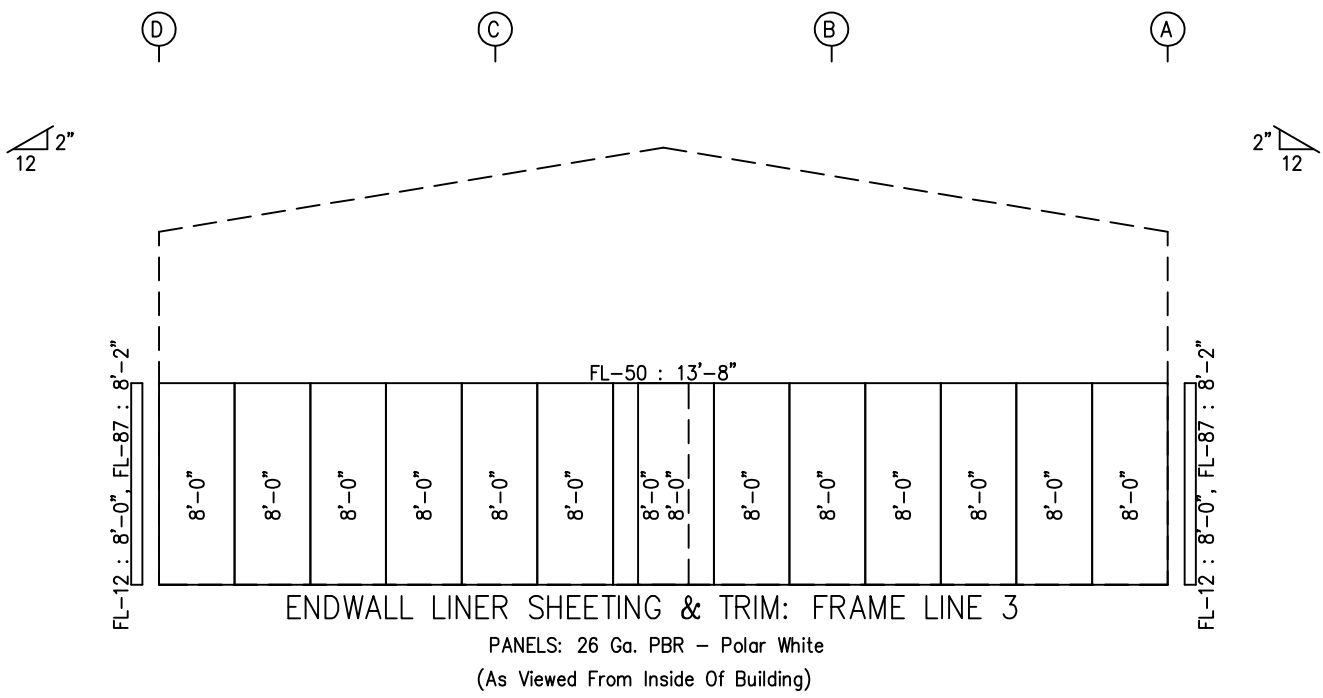 D C B A
2" 12
2" 12
FL-50 : 13'-8"
FL-12 : 8'-0", FL-87 : 8'-2"
8'-0" 8'-0" 8'-0" 8'-0" 8'-0" 8'-0" 8'-0" 8'-0" 8'-0" 8'-0" 8'-0" 8'-0" 8'-0" 8'-0"
FL-12 : 8'-0", FL-87 : 8'-2"
ENDWALL LINER SHEETING & TRIM: FRAME LINE 3
PANELS: 26 Ga. PBR - Polar White
(As Viewed From Inside Of Building)